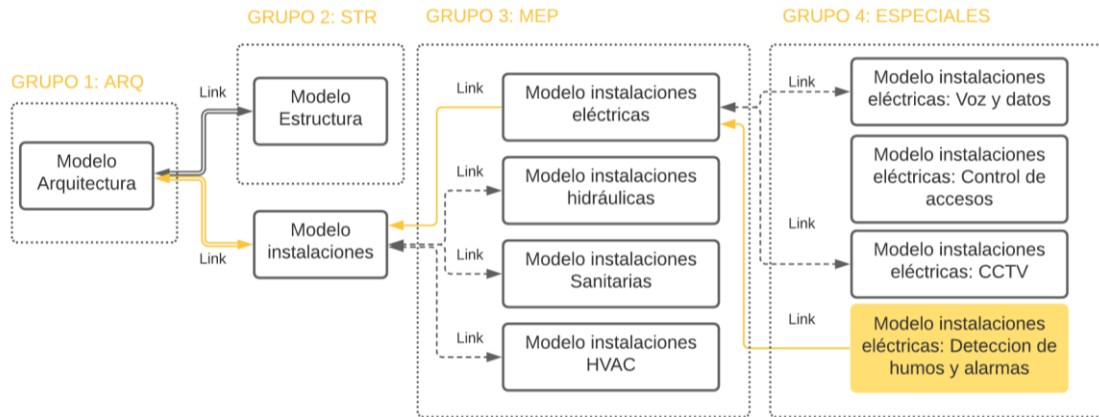 GRUPO 1: ARQ
Modelo
Arquitectura
Link
Link
GRUPO 2: STR
Modelo
Estructura
Modelo
instalaciones
GRUPO 3: MEP
Link
Modelo instalaciones
eléctricas
Link
Modelo instalaciones
hidráulicas
Link
Modelo instalaciones
Sanitarias
Link
Modelo instalaciones
HVAC
GRUPO 4: ESPECIALES
Link
Modelo instalaciones
eléctricas: Voz y datos
Modelo instalaciones
eléctricas: Control de
accesos
Link
Modelo instalaciones
eléctricas: CCTV
Link
Modelo instalaciones
eléctricas: Deteccion de
humos y alarmas